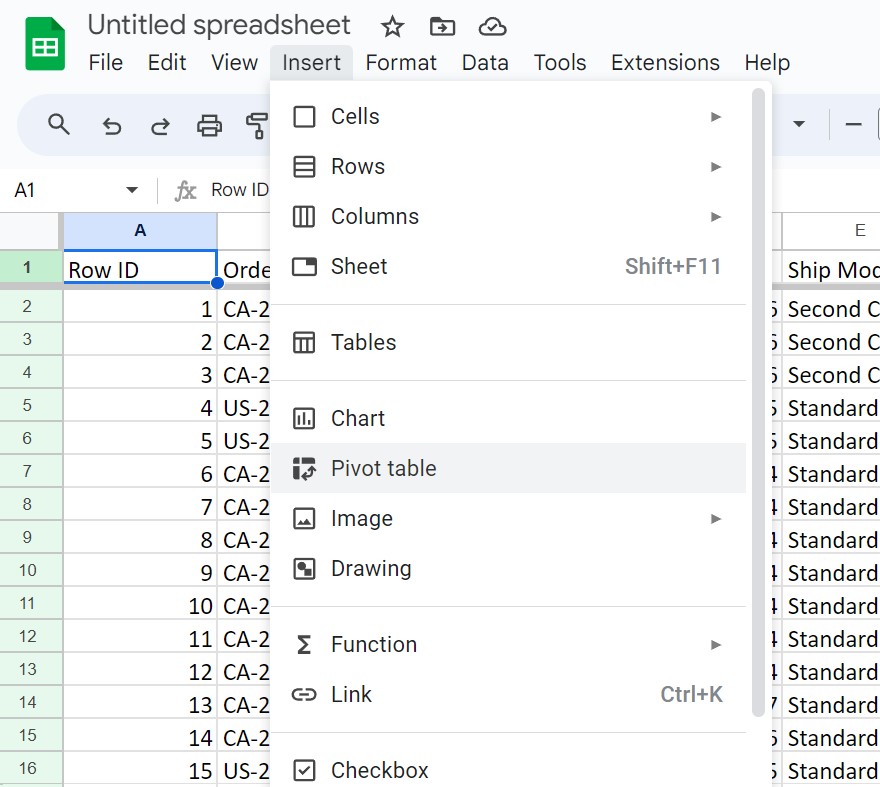 Untitled spreadsheet
File Edit View Insert Format Data Tools Extensions Help
A1 fx Row ID
A E
Cells
Rows
Columns
Sheet Shift+F11
Tables
Chart
Pivot table
Image
Drawing
Function
Link Ctrl+K
Checkbox
1 Row ID
2 1 CA-2 Second C
3 2 CA-2 Second C
4 3 CA-2 Second C
5 4 US-2 Standard
6 5 US-2 Standard
7 6 CA-2 Standard
8 7 CA-2 Standard
9 8 CA-2 Standard
10 9 CA-2 Standard
11 10 CA-2 Standard
12 11 CA-2 Standard
13 12 CA-2 Standard
14 13 CA-2 Standard
15 14 CA-2 Standard
16 15 US-2 Standard